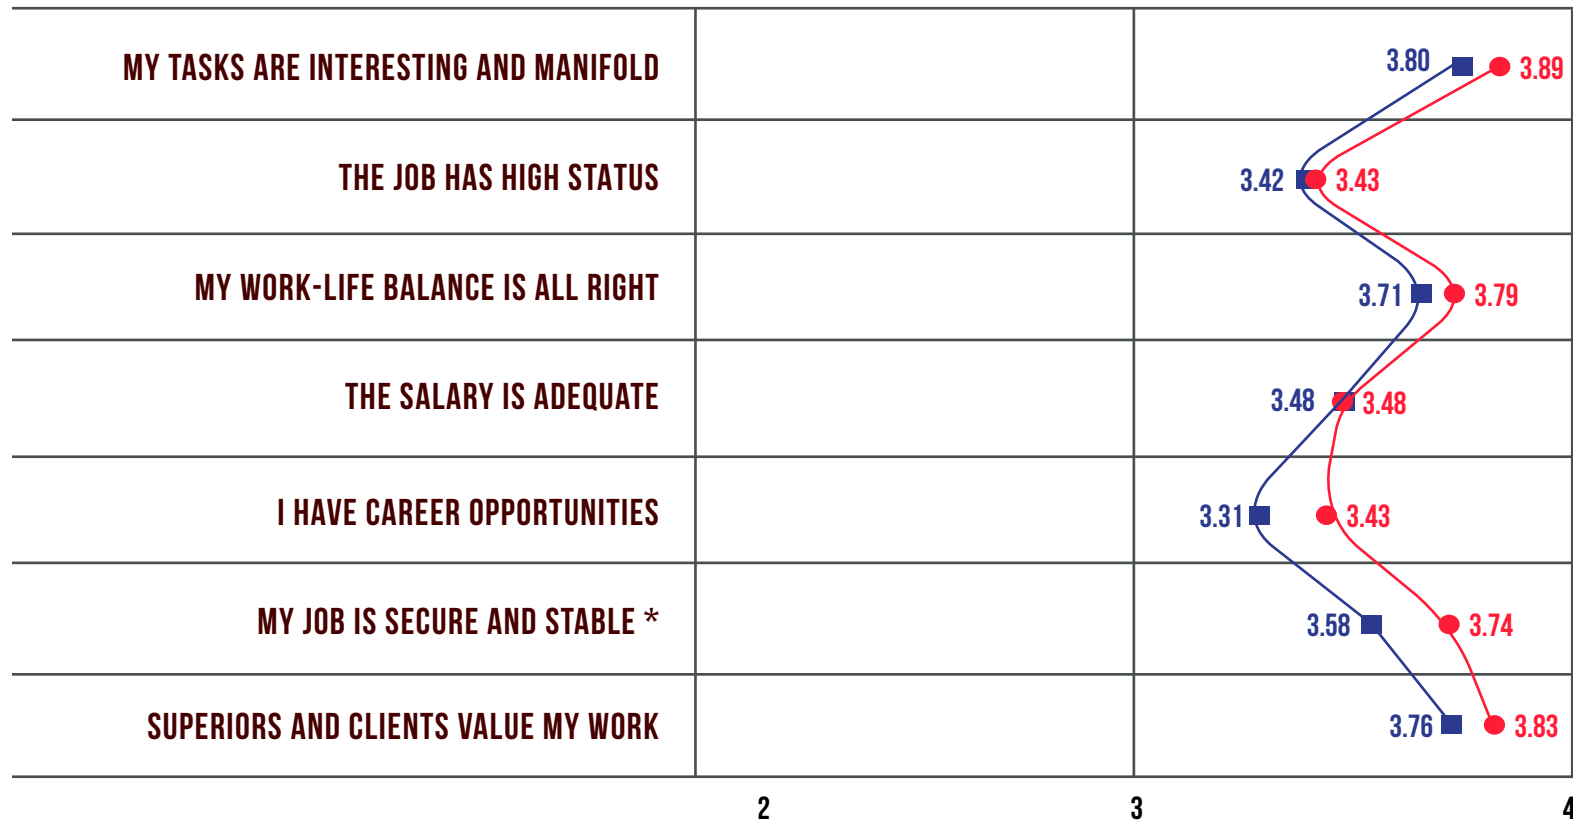 MY TASKS ARE INTERESTING AND MANIFOLD 3.80 3.89
THE JOB HAS HIGH STATUS 3.42 3.43
MY WORK-LIFE BALANCE IS ALL RIGHT 3.71 3.79
THE SALARY IS ADEQUATE 3.48 3.48
I HAVE CAREER OPPORTUNITIES 3.31 3.43
MY JOB IS SECURE AND STABLE * 3.58 3.74
SUPERIORS AND CLIENTS VALUE MY WORK 3.76 3.83
2 3 4